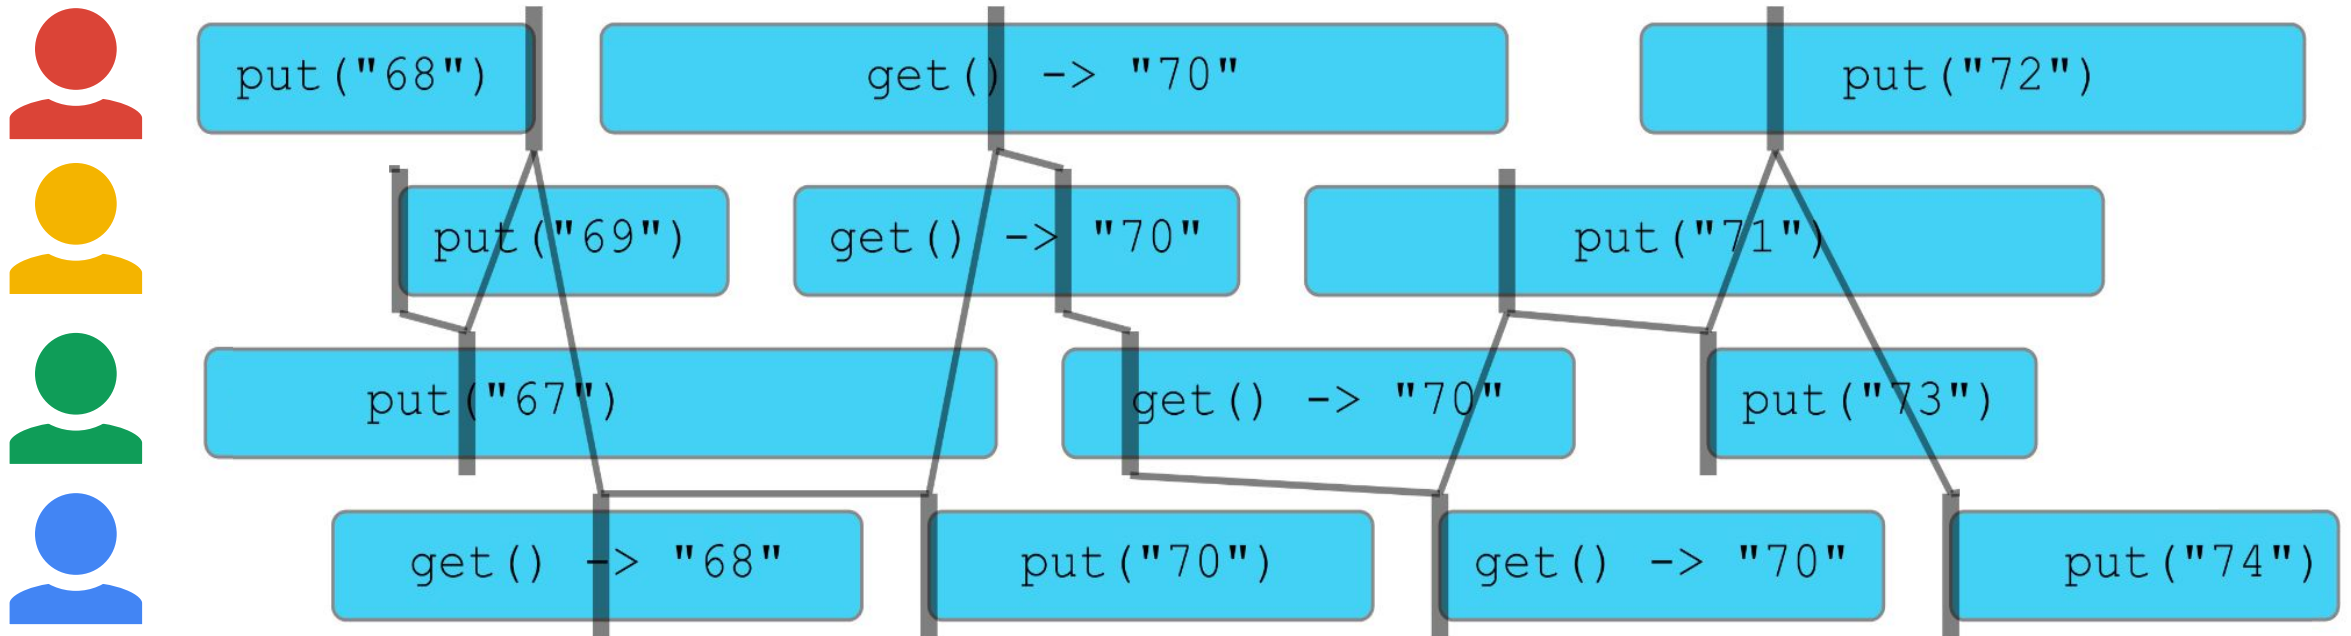 put("68") get() -> "70" put("72")
put("69") get() -> "70" put("71")
put("67") get() -> "70" put("73")
get() -> "68" put("70") get() -> "70" put("74")